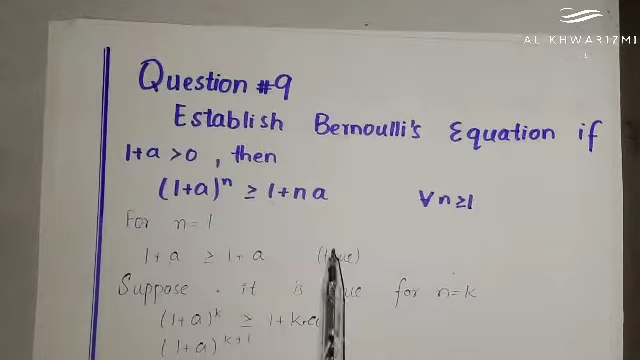 AL KHWARIZMI
Question #9
Establish Bernoulli's Equation if
1+a >0, then
(1+a)^n ≥ 1+na ∀ n ≥ 1
For n = 1
1+a ≥ 1+a
Suppose it is for n=k
(1+a)^k ≥ 1+k.a
(1+a)^{k+1}